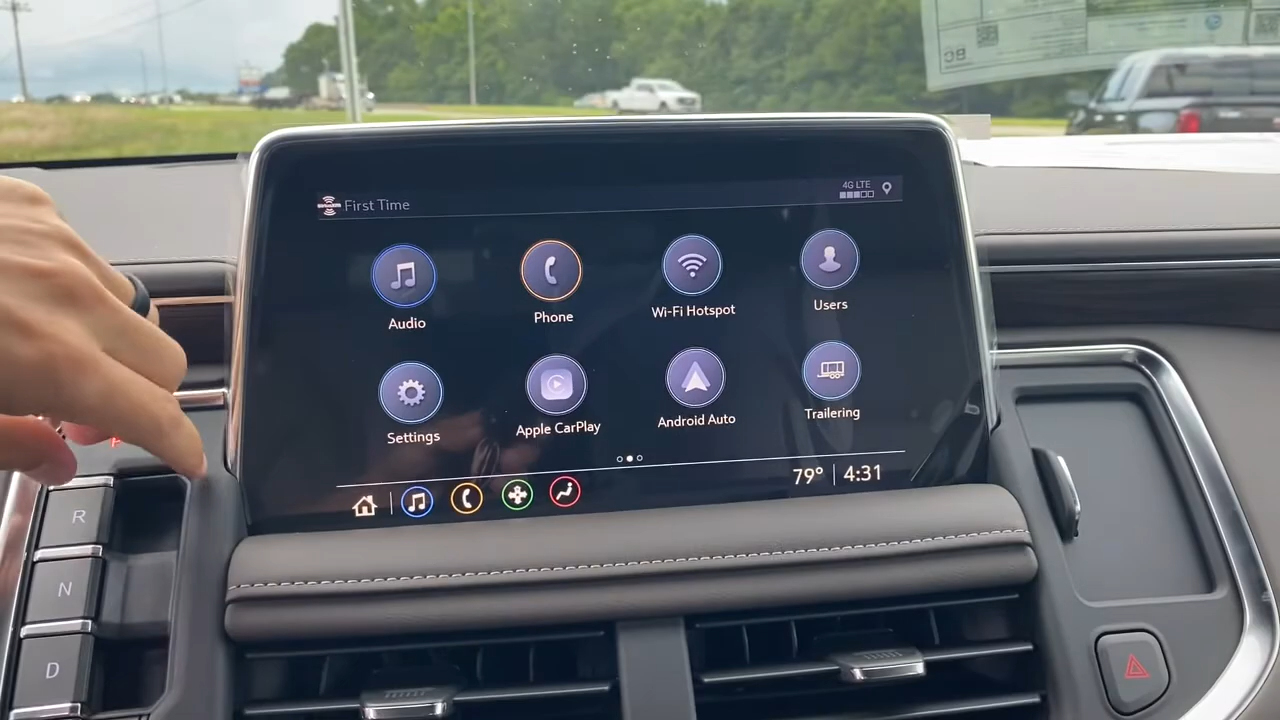 BC
First Time
4G LTE
Audio
Phone
Wi-Fi Hotspot
Users
Settings
Apple CarPlay
Android Auto
Trailering
79° 4:31
P
R
N
D